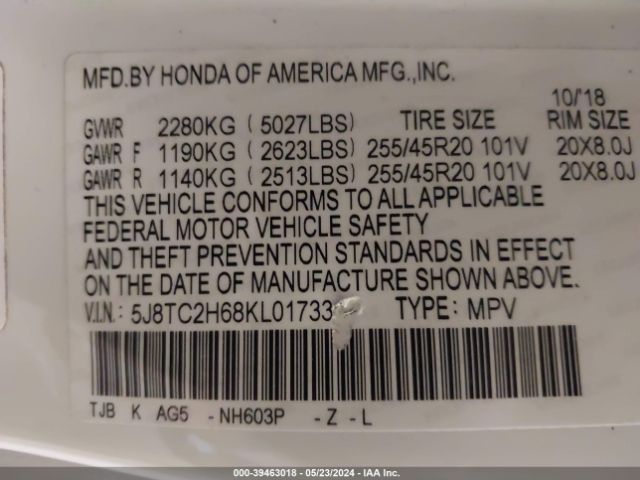 MFD.BY HONDA OF AMERICA MFG.,INC.
10/'18
GVWR 2280KG ( 5027LBS) TIRE SIZE RIM SIZE
GAWR F 1190KG ( 2623LBS) 255/45R20 101V 20X8.0J
GAWR R 1140KG ( 2513LBS) 255/45R20 101V 20X8.0J
THIS VEHICLE CONFORMS TO ALL APPLICABLE
FEDERAL MOTOR VEHICLE SAFETY
AND THEFT PREVENTION STANDARDS IN EFFECT
ON THE DATE OF MANUFACTURE SHOWN ABOVE.
V.I.N.: TYPE: MPV
TJB K AG5 -NH603P -Z-L
000-39463018 - 05/23/2024 - IAA Inc.